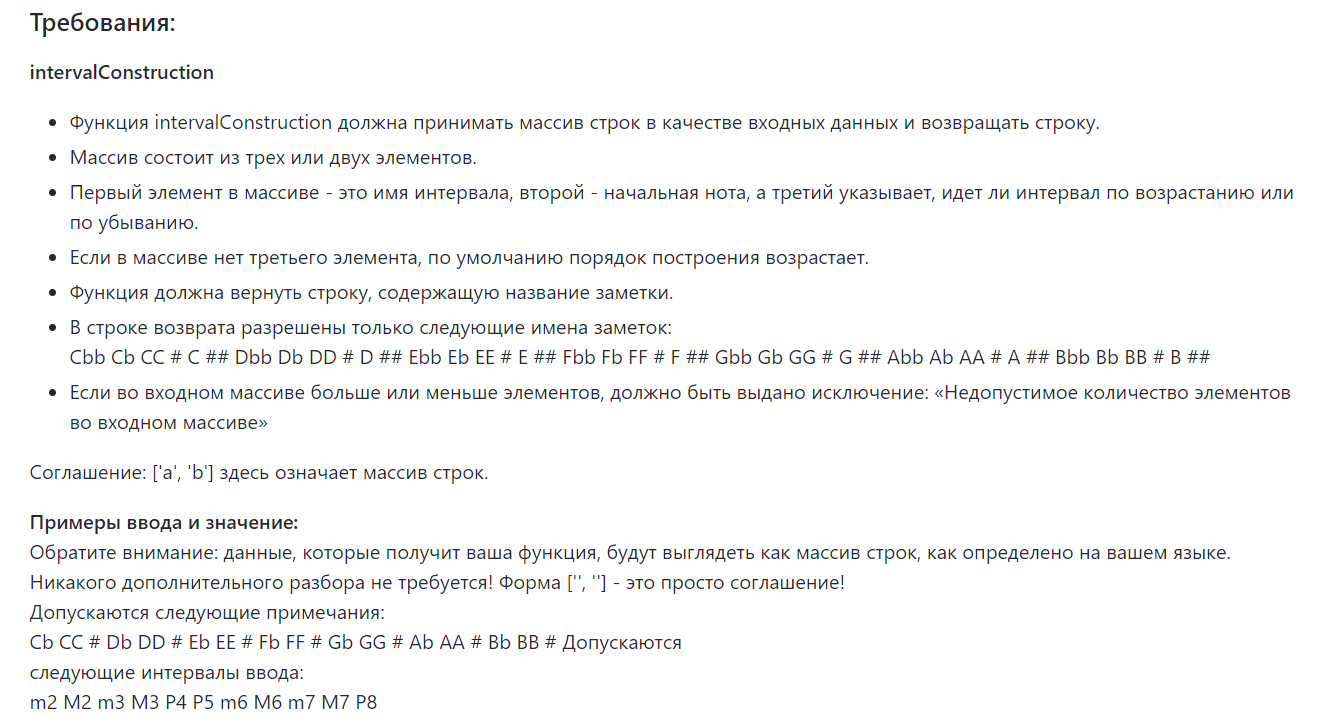 Требования:
intervalConstruction
• Функция intervalConstruction должна принимать массив строк в качестве входных данных и возвращать строку.
• Массив состоит из трех или двух элементов.
• Первый элемент в массиве - это имя интервала, второй - начальная нота, а третий указывает, идет ли интервал по возрастанию или
по убыванию.
• Если в массиве нет третьего элемента, по умолчанию порядок построения возрастает.
• Функция должна вернуть строку, содержащую название заметки.
• В строке возврата разрешены только следующие имена заметок:
Cbb Cb CC # C ## Dbb Db DD # D ## Ebb Eb EE # E ## Fbb Fb FF # F ## Gbb Gb GG # G ## Abb Ab AA # A ## Bbb Bb BB # B ##
• Если во входном массиве больше или меньше элементов, должно быть выдано исключение: «Недопустимое количество элементов
во входном массиве»
Соглашение: ['a', 'b'] здесь означает массив строк.
Примеры ввода и значение:
Обратите внимание: данные, которые получит ваша функция, будут выглядеть как массив строк, как определено на вашем языке.
Никакого дополнительного разбора не требуется! Форма ['', ''] - это просто соглашение!
Допускаются следующие примечания:
Cb CC # Db DD # Eb EE # Fb FF # Gb GG # Ab AA # Bb BB # Допускаются
следующие интервалы ввода:
m2 M2 m3 M3 P4 P5 m6 M6 m7 M7 P8